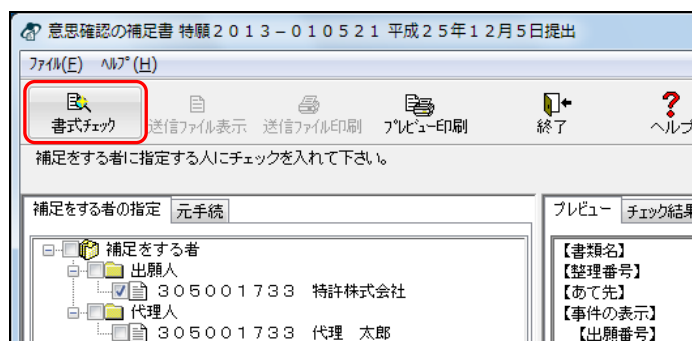 意思確認の補足書 特願２０１３－０１０５２１ 平成２５年１２月５日提出
ﾌｧｲﾙ(F) ﾍﾙﾌﾟ(H)
書式ﾁｪｯｸ 送信ﾌｧｲﾙ表示 送信ﾌｧｲﾙ印刷 ﾌﾟﾚﾋﾞｭｰ印刷 終了 ヘルプ
補足をする者に指定する人にチェックを入れて下さい。
補足をする者の指定 元手続
プレビュー チェック結果
補足をする者
出願人
３０５００１７３３ 特許株式会社
代理人
３０５００１７３３ 代理 太郎
【書類名】
【整理番号】
【あて先】
【事件の表示】
【出願番号】